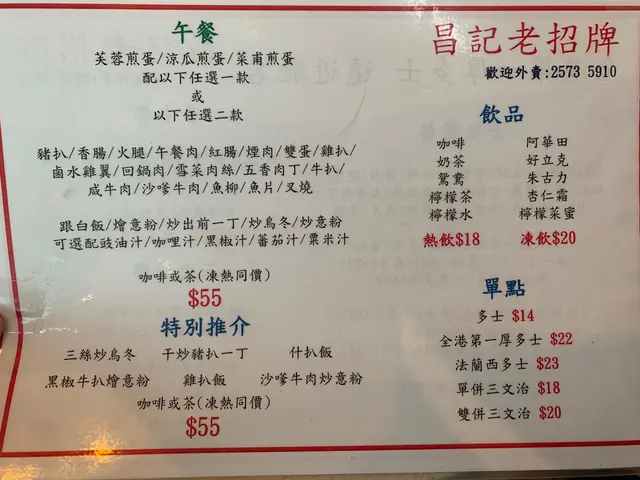 午餐
芙蓉煎蛋/涼瓜煎蛋/菜甫煎蛋
配以下任選一款
或
以下任選二款
豬扒/香腸/火腿/午餐肉/紅腸/煙肉/雙蛋/雞扒/
鹵水雞翼/回鍋肉/雪菜肉絲/五香肉丁/牛扒/
咸牛肉/沙嗲牛肉/魚柳/魚片/叉燒
跟白飯/燴意粉/炒出前一丁/炒烏冬/炒意粉
可選配豉油汁/咖哩汁/黑椒汁/蕃茄汁/粟米汁
咖啡或茶(凍熱同價)
$55
特別推介
三絲炒烏冬 干炒豬扒一丁 什扒飯
黑椒牛扒燴意粉 雞扒飯 沙嗲牛肉炒意粉
咖啡或茶(凍熱同價)
$55
昌記老招牌
歡迎外賣:2573 5910
飲品
咖啡 阿華田
奶茶 好立克
鴛鴦 朱古力
檸檬茶 杏仁霜
檸檬水 檸檬菜蜜
熱飲$18 凍飲$20
單點
多士 $14
全港第一厚多士 $22
法蘭西多士 $23
單併三文治 $18
雙併三文治 $20